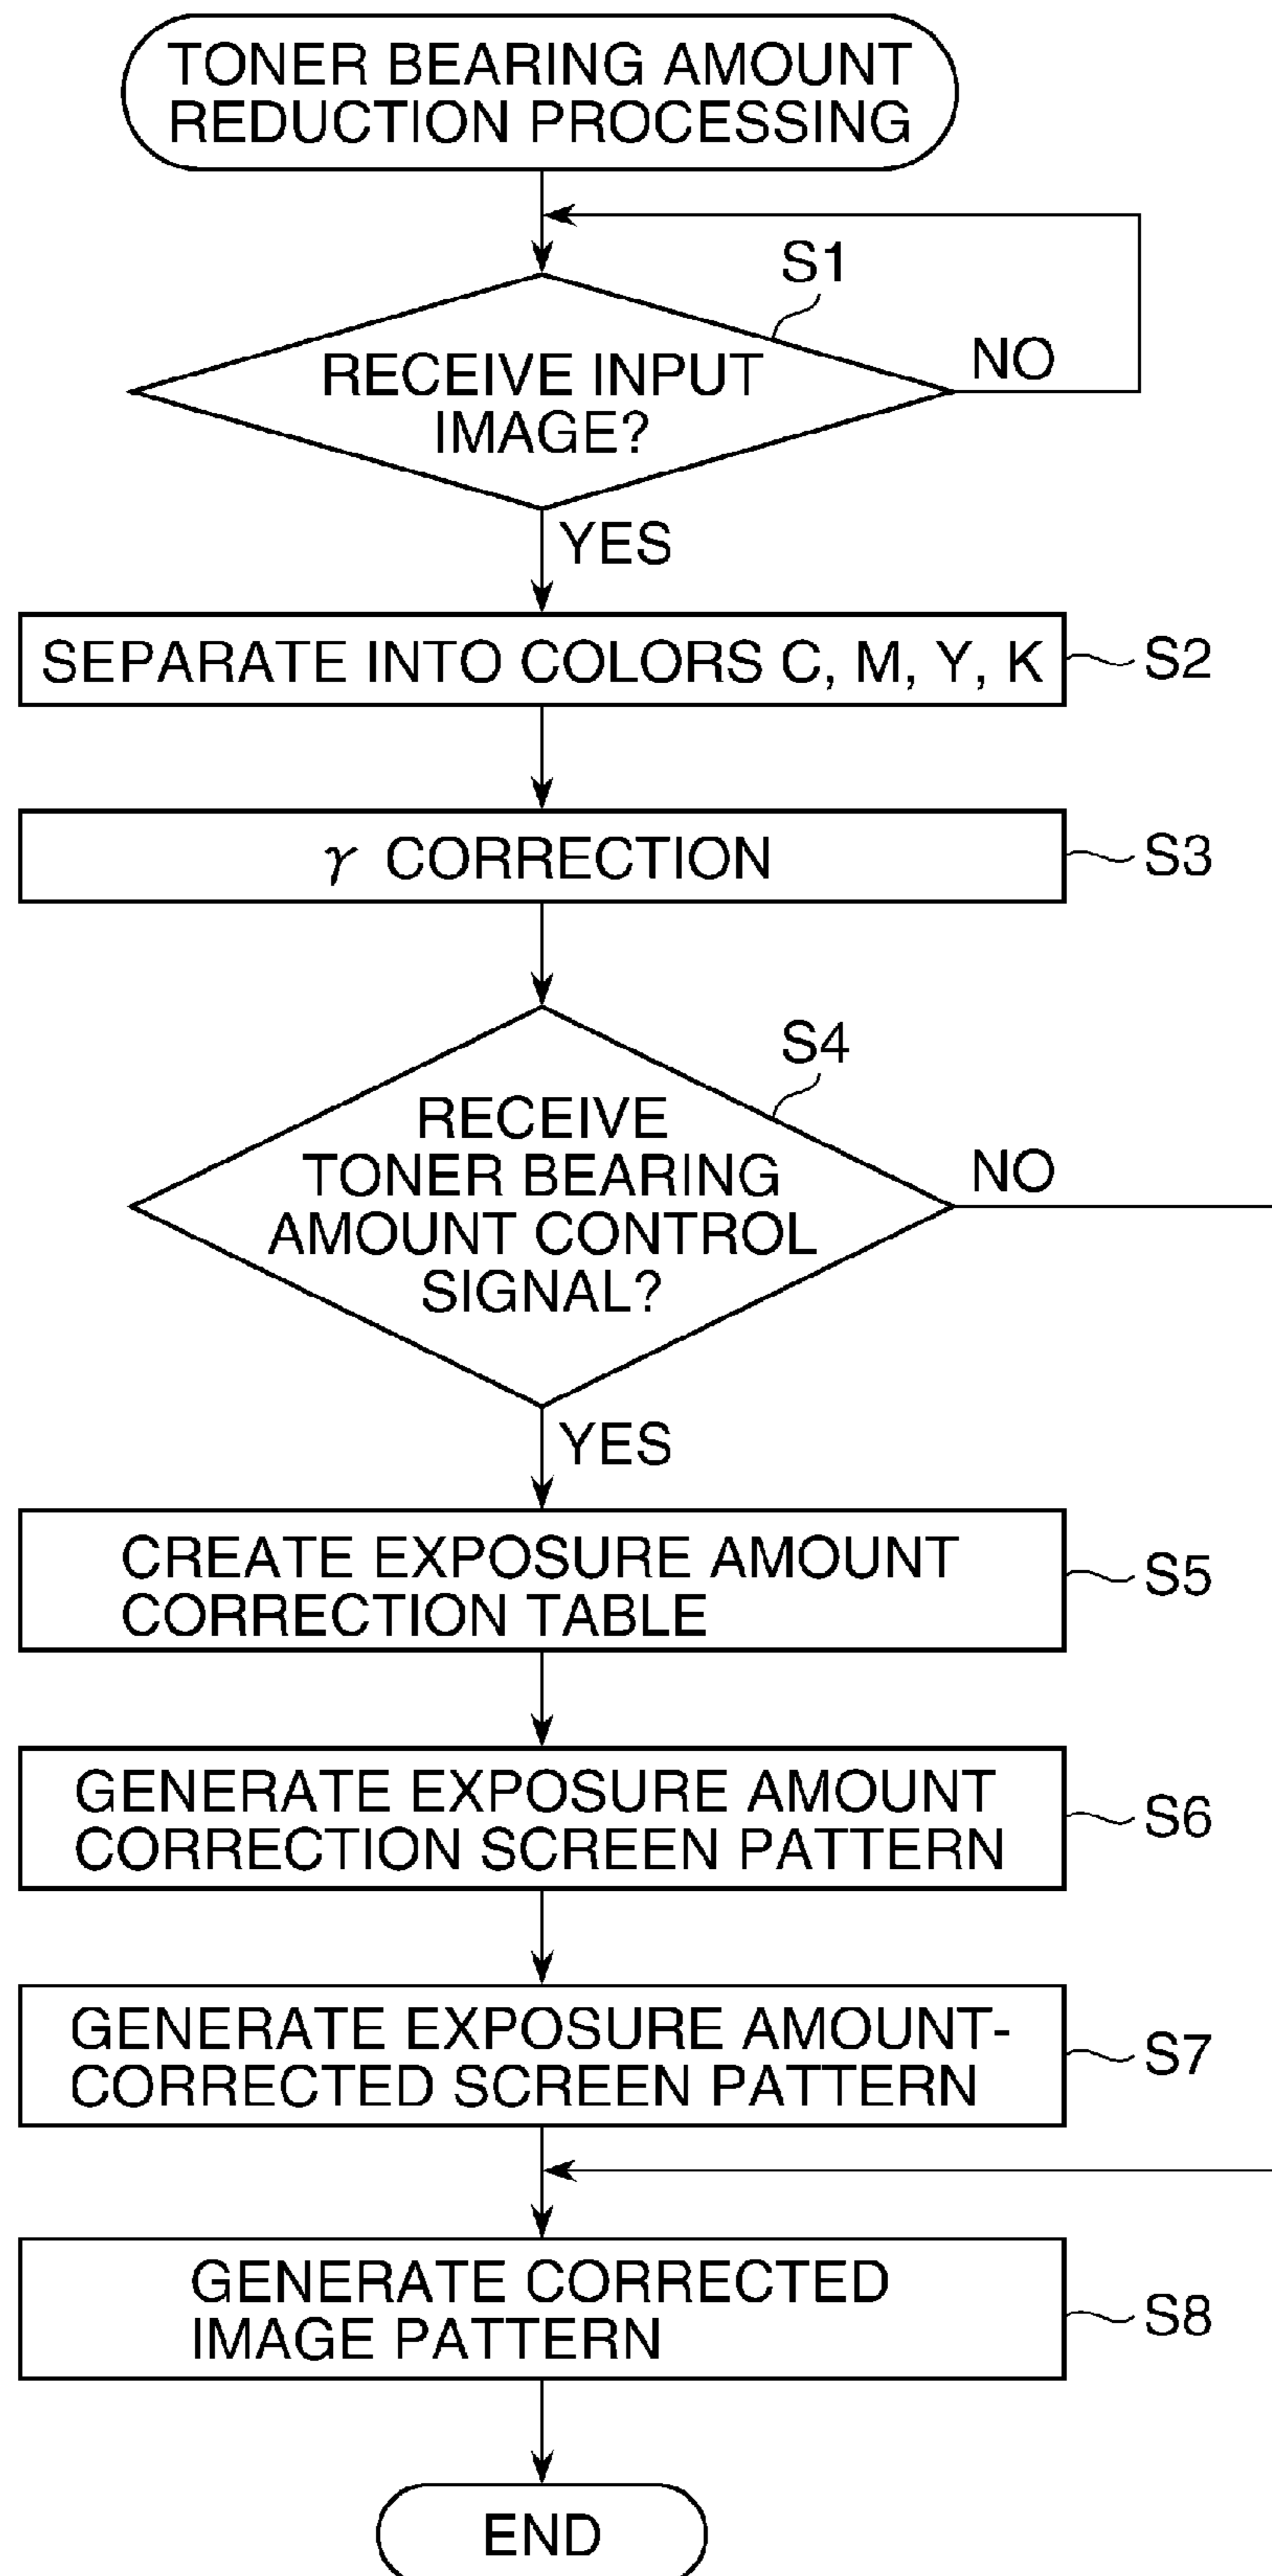 TONER BEARING AMOUNT
REDUCTION PROCESSING
S1
RECEIVE INPUT
IMAGE?
NO
YES
SEPARATE INTO COLORS C, M, Y, K
S2
γ CORRECTION
S3
S4
RECEIVE
TONER BEARING
AMOUNT CONTROL
SIGNAL?
NO
YES
CREATE EXPOSURE AMOUNT
CORRECTION TABLE
S5
GENERATE EXPOSURE AMOUNT
CORRECTION SCREEN PATTERN
S6
GENERATE EXPOSURE AMOUNT-
CORRECTED SCREEN PATTERN
S7
GENERATE CORRECTED
IMAGE PATTERN
S8
END